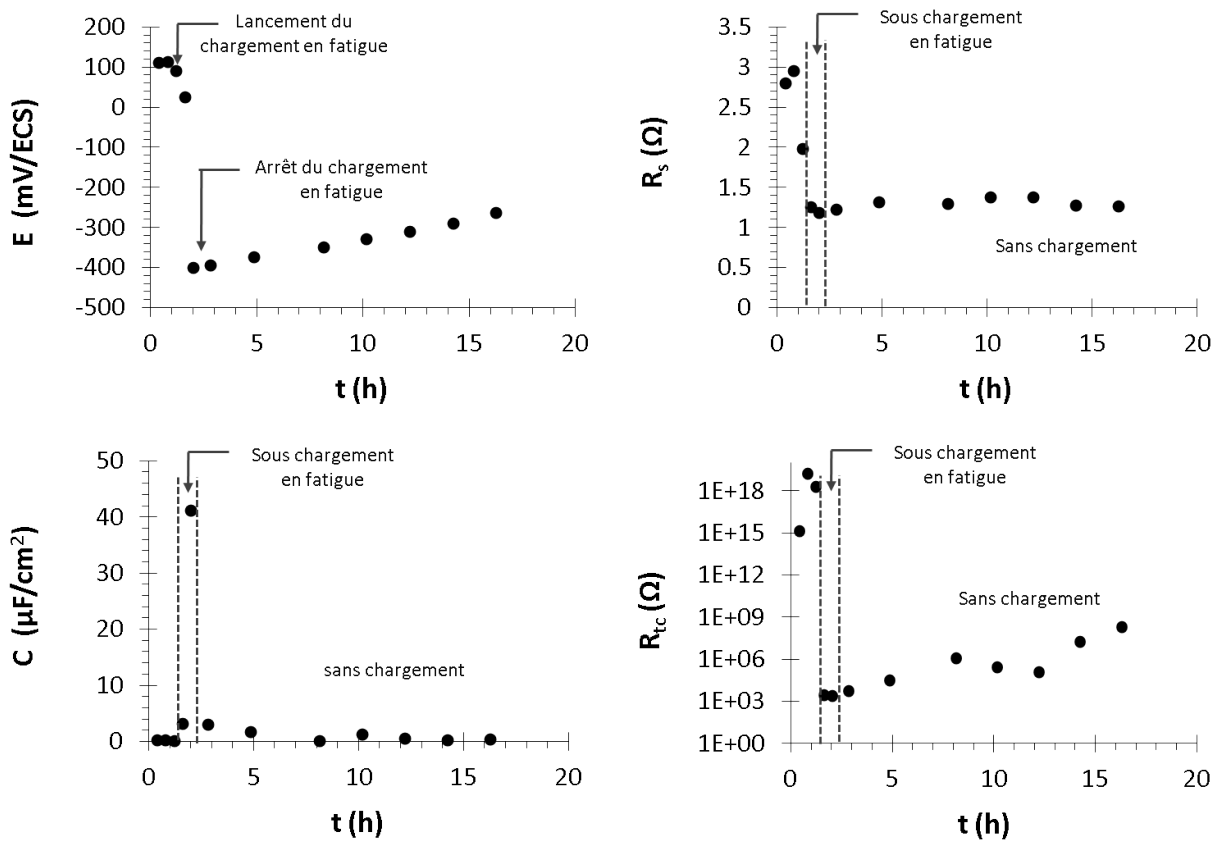 Lancement du
chargement en fatigue
200
100
0
-100
-200
-300
-400
-500
E (mV/ECS)
Arrêt du chargement
en fatigue
0 5 10 15 20
t (h)
Sous chargement
en fatigue
3.5
3
2.5
2
1.5
1
0.5
0
Rs (Ω)
Sans chargement
0 5 10 15 20
t (h)
Sous chargement
en fatigue
50
40
30
20
10
0
C (µF/cm²)
sans chargement
0 5 10 15 20
t (h)
Sous chargement
en fatigue
1E+18
1E+15
1E+12
1E+09
1E+06
1E+03
1E+00
Rtc (Ω)
Sans chargement
0 5 10 15 20
t (h)